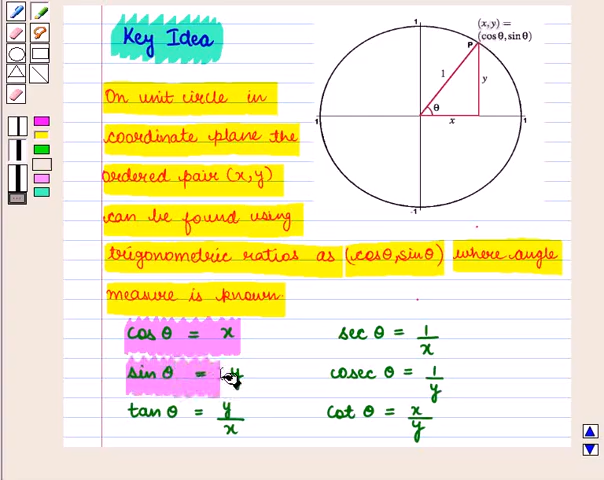 Key Idea
On unit circle in
coordinate plane the
ordered pair (x,y)
can be found using
trigonometric ratios as (cosθ,sinθ) where angle
measure is known
cos θ = x
sin θ = y
tan θ = y/x
sec θ = 1/x
cosec θ = 1/y
cot θ = x/y
(x,y) =
(cos θ, sin θ)
P
1
1
y
θ
x
1
1
-1